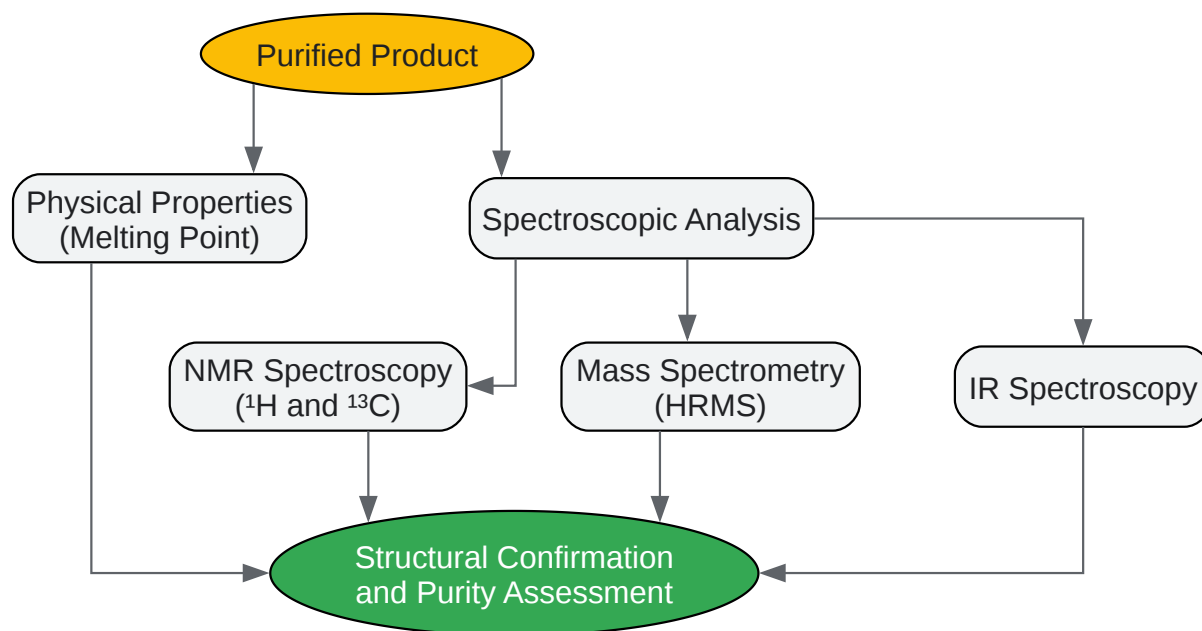 Purified Product
Physical Properties
(Melting Point)
Spectroscopic Analysis
NMR Spectroscopy
(¹H and ¹³C)
Mass Spectrometry
(HRMS)
IR Spectroscopy
Structural Confirmation
and Purity Assessment